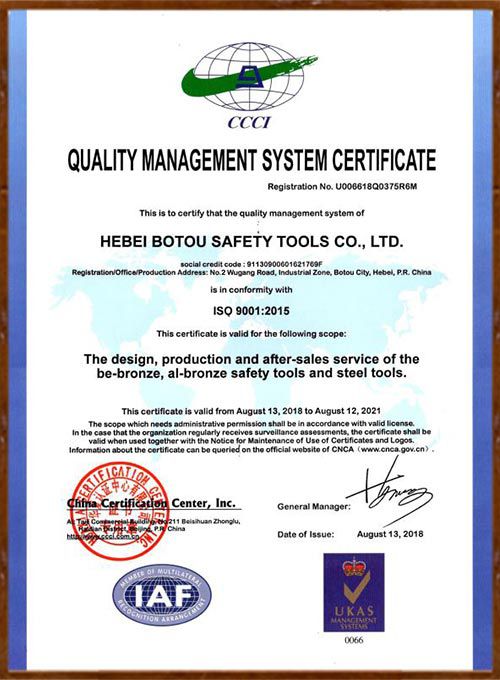 CCCI
QUALITY MANAGEMENT SYSTEM CERTIFICATE
Registration No. U006618Q0375R6M
This is to certify that the quality management system of
HEBEI BOTOU SAFETY TOOLS CO., LTD.
social credit code : 91130900601621769F
Registration/Office/Production Address: No.2 Wugang Road, Industrial Zone, Botou City, Hebei, P.R. China
is in conformity with
ISO 9001:2015
This certificate is valid for the following scope:
The design, production and after-sales service of the
be-bronze, al-bronze safety tools and steel tools.
This certificate is valid from August 13, 2018 to August 12, 2021
The scope which needs administrative permission shall be in accordance with valid license.
In the case that the organization regularly receives surveillance assessments, the certificate shall be
valid when used together with the Notice for Maintenance of Use of Certificates and Logos.
Information about the certificate can be queried on the official website of CNCA (www.cnca.gov.cn).
China Certification Center, Inc.
General Manager:
Commercial Building, No.211 Beisihuan Zhonglu,
Haidian District, Beijing, P.R. China
http://www.ccci.com.cn
Date of Issue: August 13, 2018
MEMBER OF MULTILATERAL
IAF
RECOGNITION ARRANGEMENT
UKAS
MANAGEMENT
SYSTEMS
0066